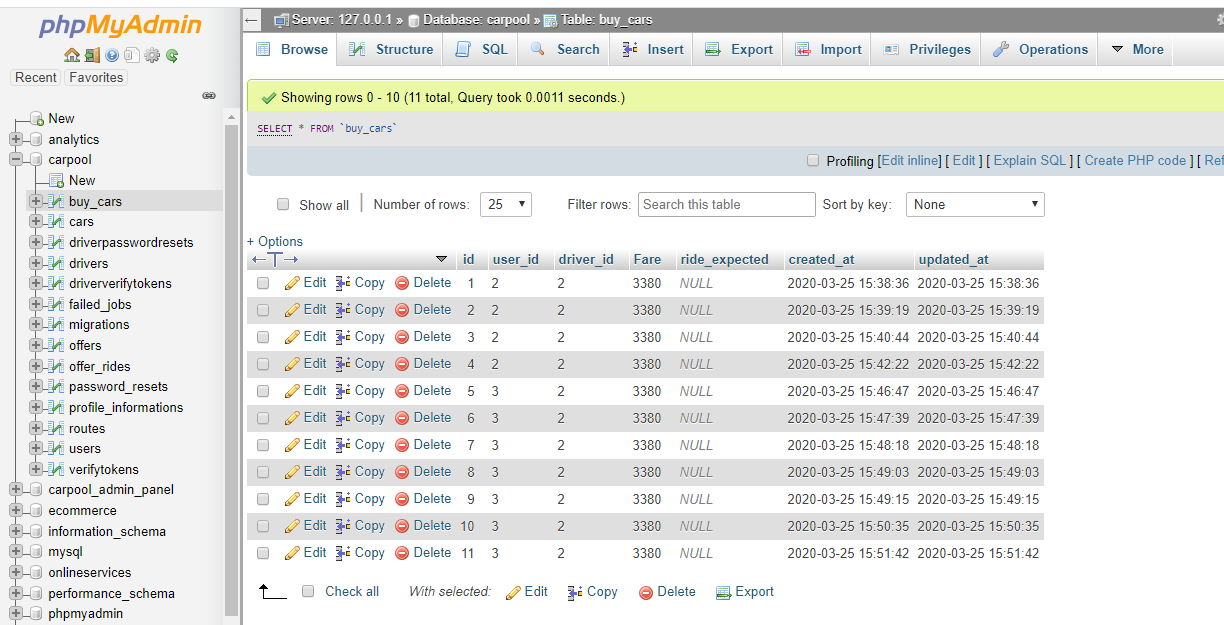 phpMyAdmin
Recent Favorites
New
analytics
carpool
New
buy_cars
cars
driverpasswordresets
drivers
driververifytokens
failed_jobs
migrations
offers
offer_rides
password_resets
profile_informations
routes
users
verifytokens
carpool_admin_panel
ecommerce
information_schema
mysql
onlineservices
performance_schema
phpmyadmin
Server: 127.0.0.1 » Database: carpool » Table: buy_cars
Browse Structure SQL Search Insert Export Import Privileges Operations More
Showing rows 0 - 10 (11 total, Query took 0.0011 seconds.)
SELECT * FROM `buy_cars`
Profiling [Edit inline] [ Edit ] [ Explain SQL ] [ Create PHP code ] [ Ref
Show all | Number of rows: 25 Filter rows: Search this table Sort by key: None
+ Options
←T→ id user_id driver_id Fare ride_expected created_at updated_at
Edit Copy Delete 1 2 2 3380 NULL 2020-03-25 15:38:36 2020-03-25 15:38:36
Edit Copy Delete 2 2 2 3380 NULL 2020-03-25 15:39:19 2020-03-25 15:39:19
Edit Copy Delete 3 2 2 3380 NULL 2020-03-25 15:40:44 2020-03-25 15:40:44
Edit Copy Delete 4 2 2 3380 NULL 2020-03-25 15:42:22 2020-03-25 15:42:22
Edit Copy Delete 5 3 2 3380 NULL 2020-03-25 15:46:47 2020-03-25 15:46:47
Edit Copy Delete 6 3 2 3380 NULL 2020-03-25 15:47:39 2020-03-25 15:47:39
Edit Copy Delete 7 3 2 3380 NULL 2020-03-25 15:48:18 2020-03-25 15:48:18
Edit Copy Delete 8 3 2 3380 NULL 2020-03-25 15:49:03 2020-03-25 15:49:03
Edit Copy Delete 9 3 2 3380 NULL 2020-03-25 15:49:15 2020-03-25 15:49:15
Edit Copy Delete 10 3 2 3380 NULL 2020-03-25 15:50:35 2020-03-25 15:50:35
Edit Copy Delete 11 3 2 3380 NULL 2020-03-25 15:51:42 2020-03-25 15:51:42
Check all With selected: Edit Copy Delete Export